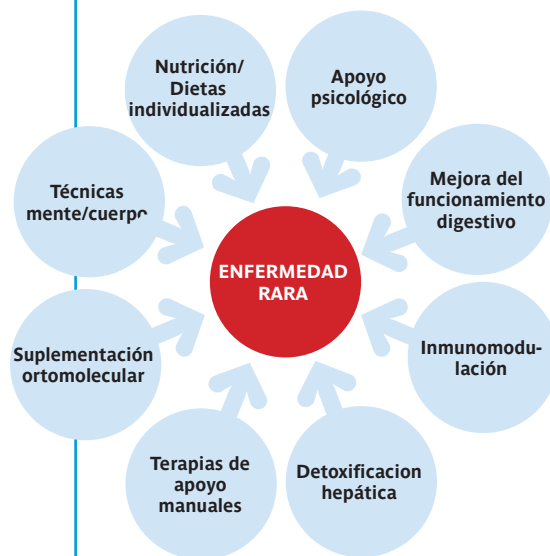 Nutrición/
Dietas
individualizadas
Apoyo
psicológico
Técnicas
mente/cuerpo
Mejora del
funcionamiento
digestivo
ENFERMEDAD
RARA
Suplementación
ortomolecular
Inmunomodu-
lación
Terapias de
apoyo
manuales
Detoxificacion
hepática